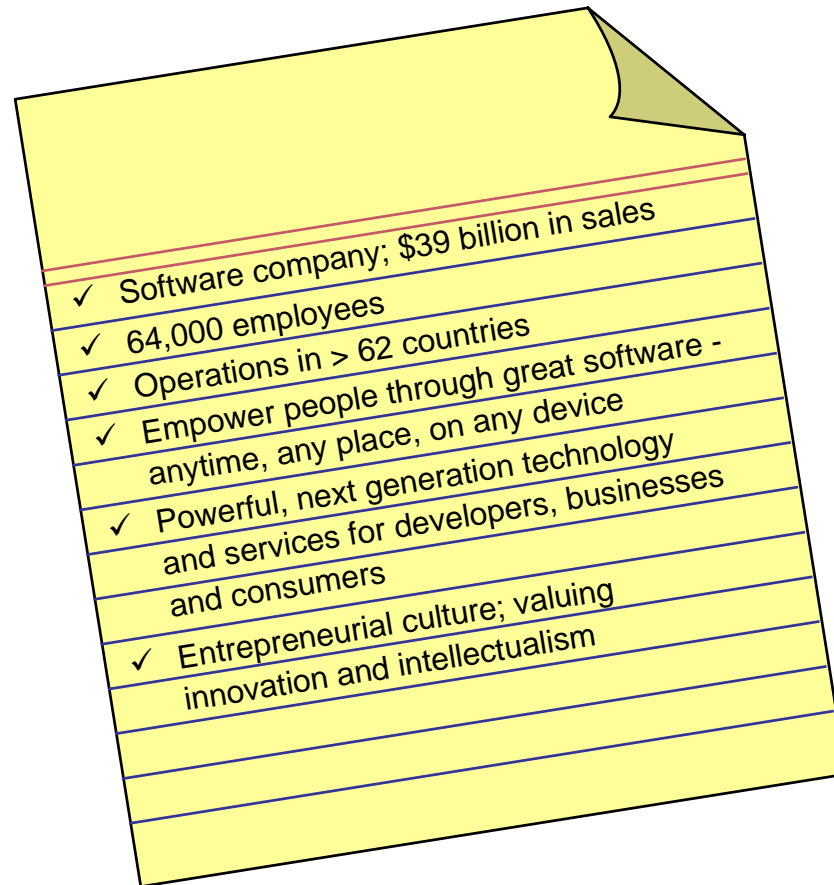 ✓ Software company; $39 billion in sales
✓ 64,000 employees
✓ Operations in > 62 countries
✓ Empower people through great software -
anytime, any place, on any device
✓ Powerful, next generation technology
and services for developers, businesses
and consumers
✓ Entrepreneurial culture; valuing
innovation and intellectualism